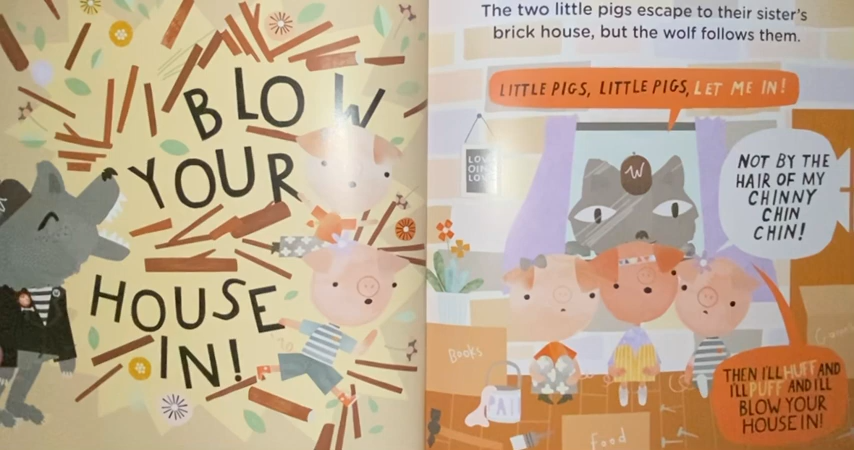 BLOW
YOUR
HOUSE
IN!
The two little pigs escape to their sister's
brick house, but the wolf follows them.
LITTLE PIGS, LITTLE PIGS, LET ME IN!
W
NOT BY THE
HAIR OF MY
CHINNY
CHIN
CHIN!
Books
food
THEN I'LL HUFF AND
I'LL PUFF AND I'LL
BLOW YOUR
HOUSE IN!